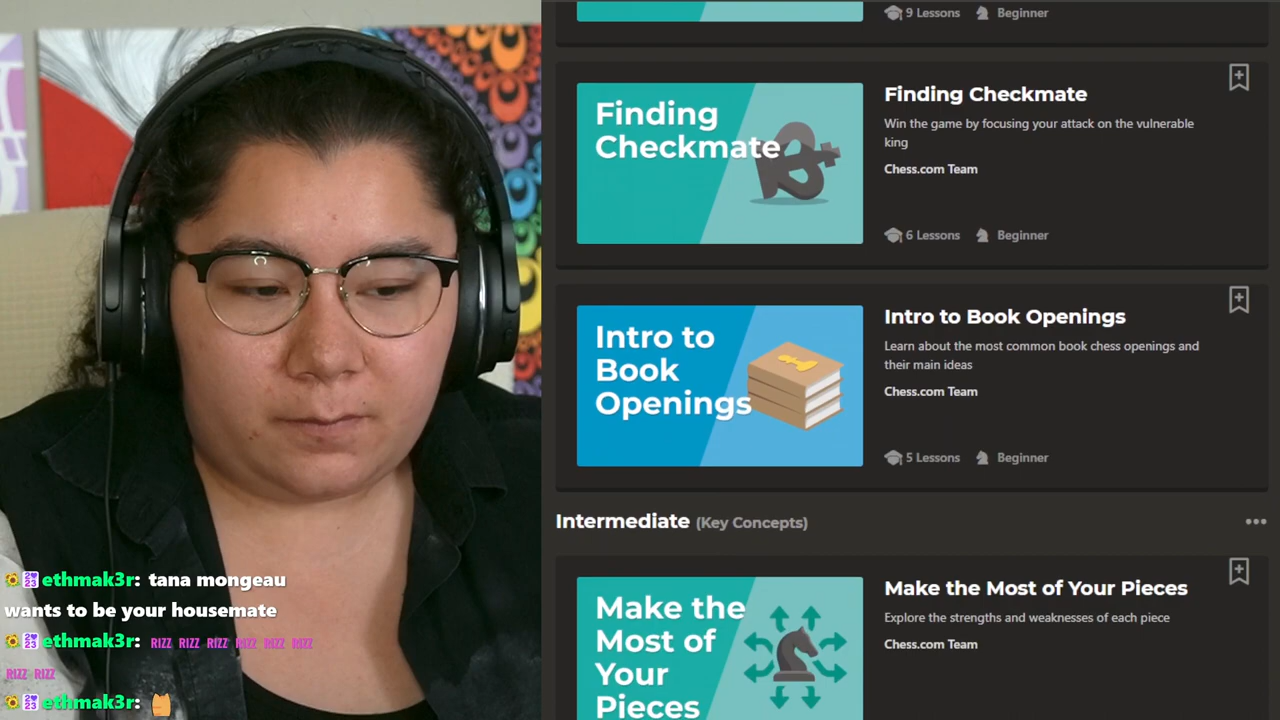 9 Lessons Beginner
Finding
Checkmate
Finding Checkmate
Win the game by focusing your attack on the vulnerable
king
Chess.com Team
6 Lessons Beginner
Intro to
Book
Openings
Intro to Book Openings
Learn about the most common book chess openings and
their main ideas
Chess.com Team
5 Lessons Beginner
Intermediate (Key Concepts)
Make the
Most of
Your
Pieces
Make the Most of Your Pieces
Explore the strengths and weaknesses of each piece
Chess.com Team
ethmak3r: tana mongeau
wants to be your housemate
ethmak3r: RIZZ RIZZ RIZZ RIZZ RIZZ RIZZ
RIZZ RIZZ
ethmak3r: